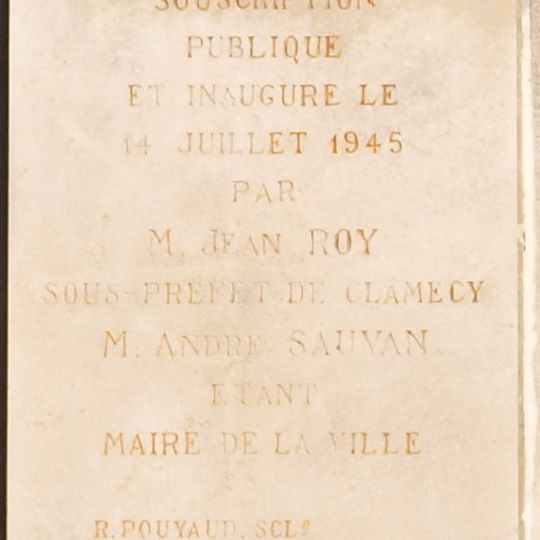 SOUSCRIPTION
PUBLIQUE
ET INAUGURE LE
14 JUILLET 1945
PAR
M. JEAN ROY
SOUS-PREFET DE CLAMECY
M. ANDRE SAUVAN
ETANT
MAIRE DE LA VILLE
R. POUYAUD. SCLP